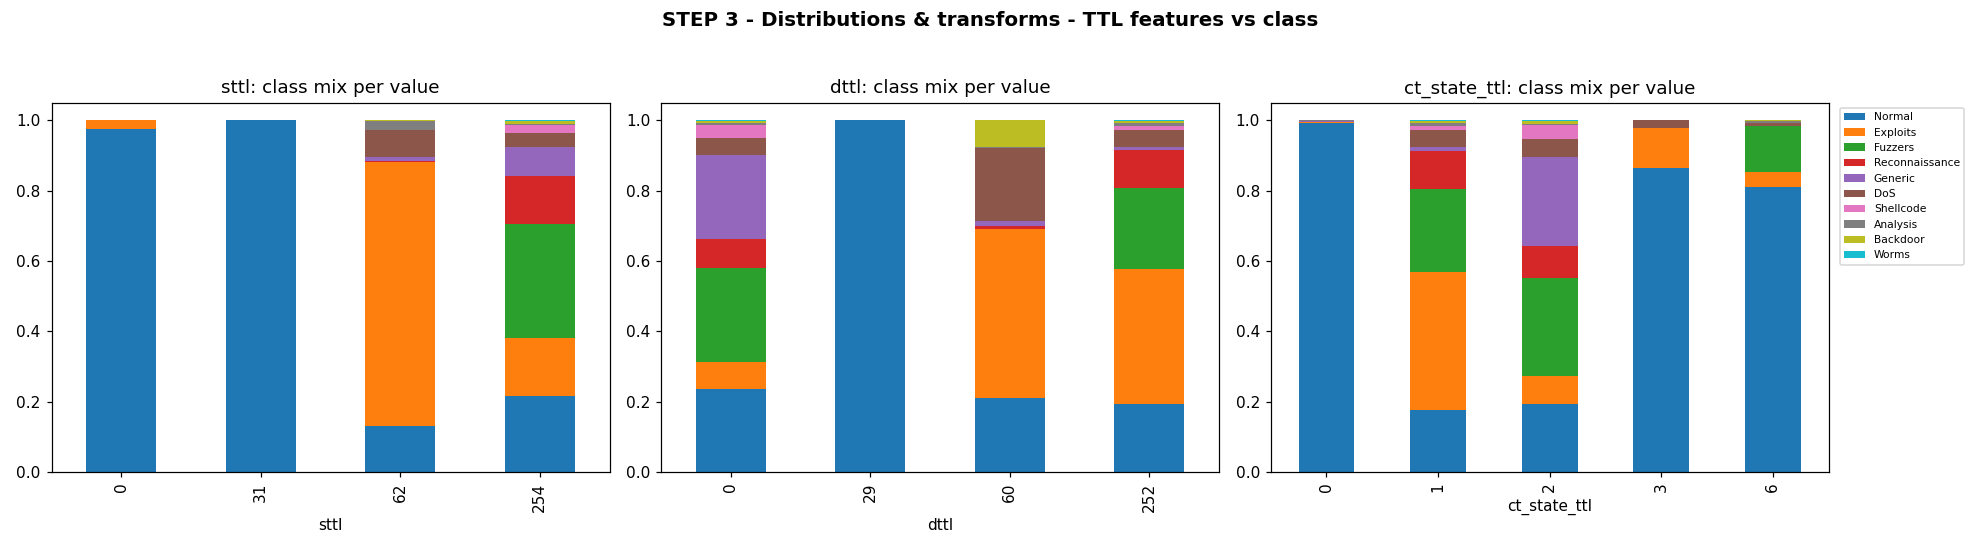 STEP 3 - Distributions & transforms - TTL features vs class
sttl: class mix per value
1.0
0.8
0.6
0.4
0.2
0.0
0
31
62
254
sttl
dttl: class mix per value
1.0
0.8
0.6
0.4
0.2
0.0
0
29
60
252
dttl
ct_state_ttl: class mix per value
1.0
0.8
0.6
0.4
0.2
0.0
0
1
2
3
6
ct_state_ttl
Normal
Exploits
Fuzzers
Reconnaissance
Generic
DoS
Shellcode
Analysis
Backdoor
Worms